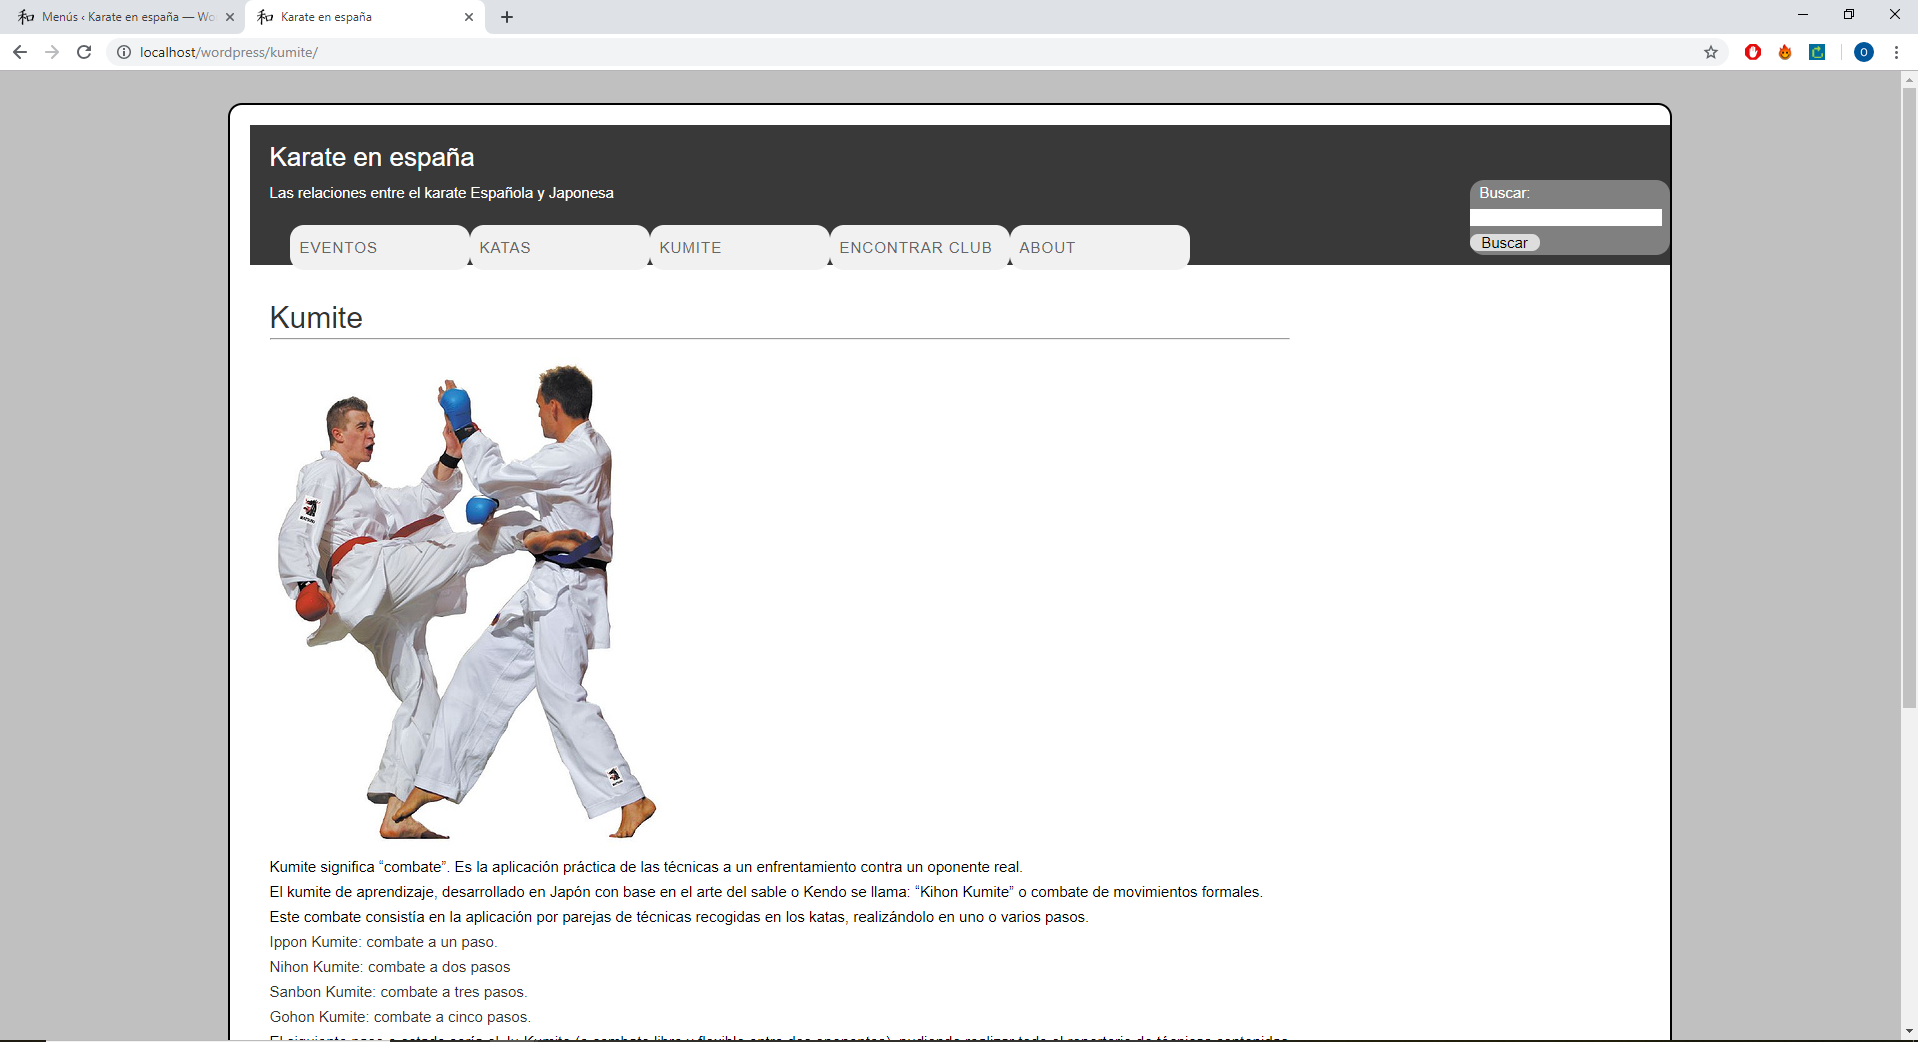 Menús ‹ Karate en españa — Wo
Karate en españa
localhost/wordpress/kumite/
O
Karate en españa
Las relaciones entre el karate Española y Japonesa
Buscar:
Buscar
EVENTOS
KATAS
KUMITE
ENCONTRAR CLUB
ABOUT
Kumite
Kumite significa “combate”. Es la aplicación práctica de las técnicas a un enfrentamiento contra un oponente real.
El kumite de aprendizaje, desarrollado en Japón con base en el arte del sable o Kendo se llama: “Kihon Kumite” o combate de movimientos formales.
Este combate consistía en la aplicación por parejas de técnicas recogidas en los katas, realizándolo en uno o varios pasos.
Ippon Kumite: combate a un paso.
Nihon Kumite: combate a dos pasos
Sanbon Kumite: combate a tres pasos.
Gohon Kumite: combate a cinco pasos.